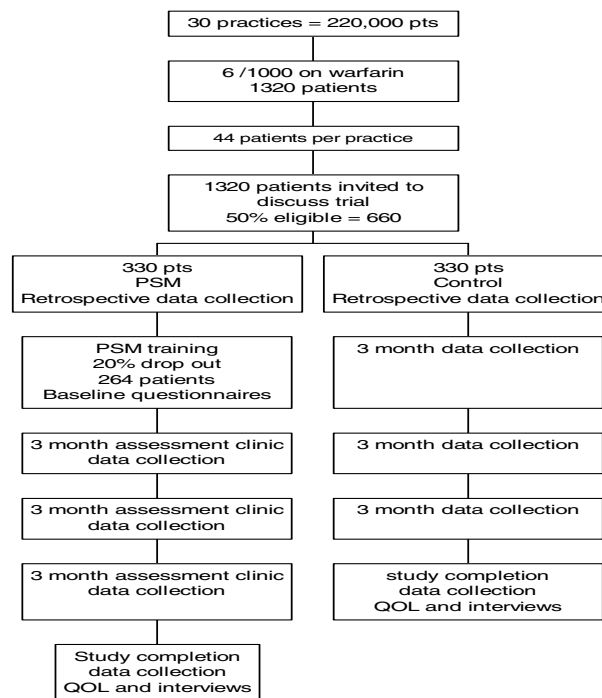 30 practices = 220,000 pts
6 /1000 on warfarin
1320 patients
44 patients per practice
1320 patients invited to
discuss trial
50% eligible = 660
330 pts
PSM
Retrospective data collection
330 pts
Control
Retrospective data collection
PSM training
20% drop out
264 patients
Baseline questionnaires
3 month data collection
3 month assessment clinic
data collection
3 month data collection
3 month assessment clinic
data collection
3 month data collection
3 month assessment clinic
data collection
study completion
data collection
QOL and interviews
Study completion
data collection
QOL and interviews